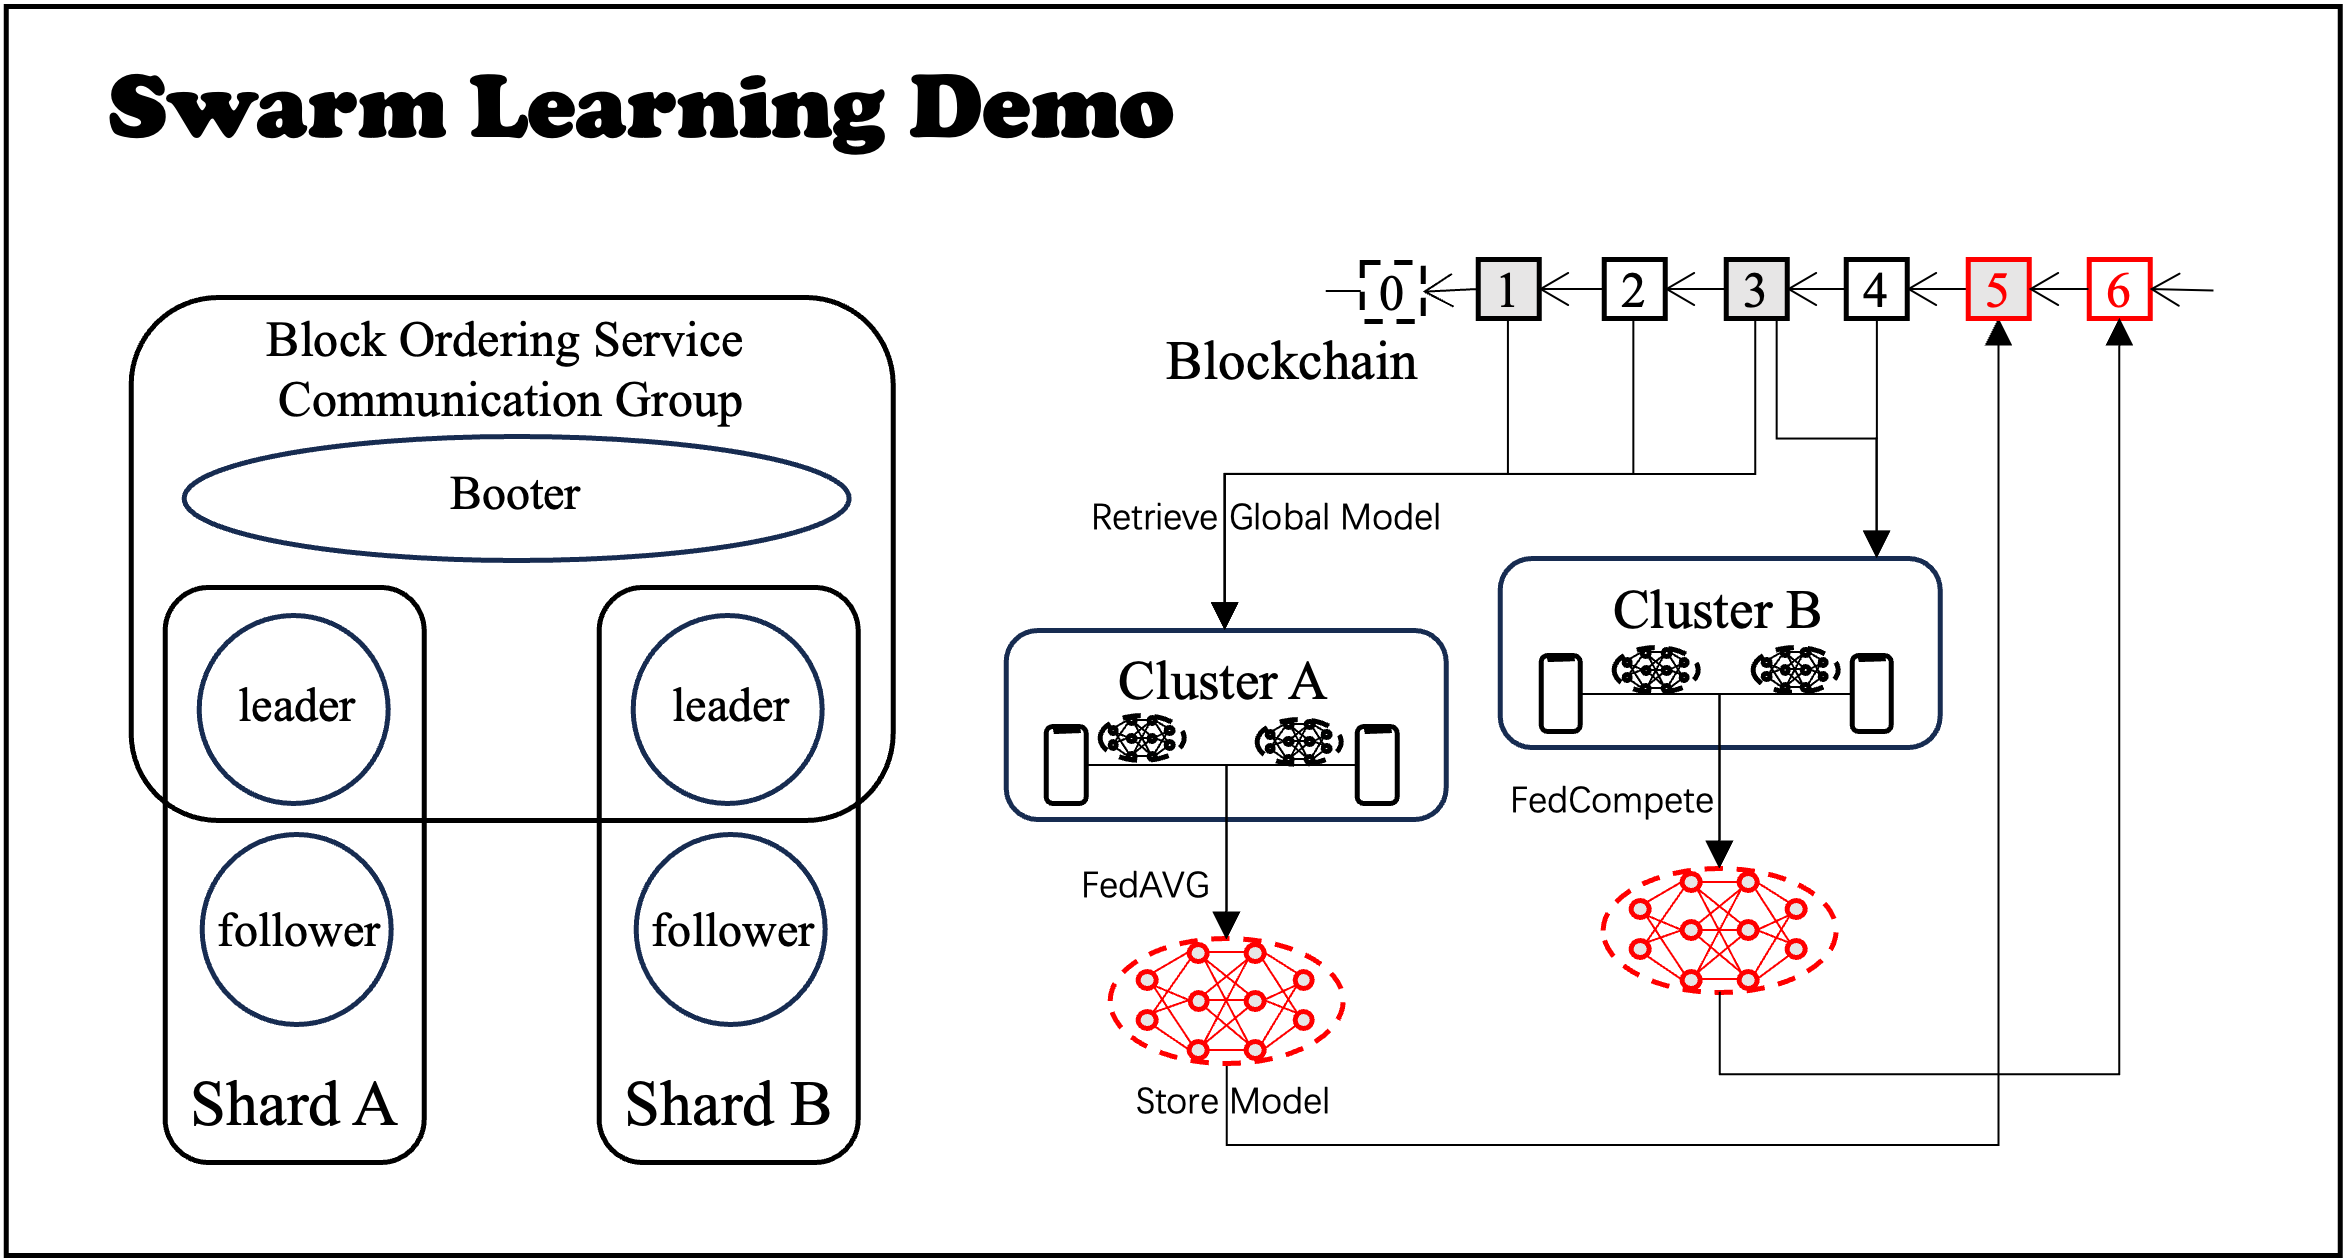 Swarm Learning Demo
Block Ordering Service
Communication Group
Booter
leader
leader
follower
follower
Shard A
Shard B
0 1 2 3 4 5 6
Blockchain
Retrieve Global Model
Cluster A
Cluster B
FedAVG
FedCompete
Store Model